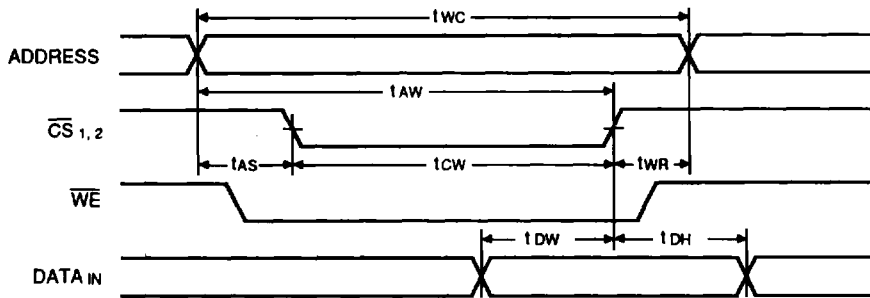 tWC
ADDRESS
tAW
CS 1, 2
tAS
tCW
tWR
WE
tDW
tDH
DATA IN